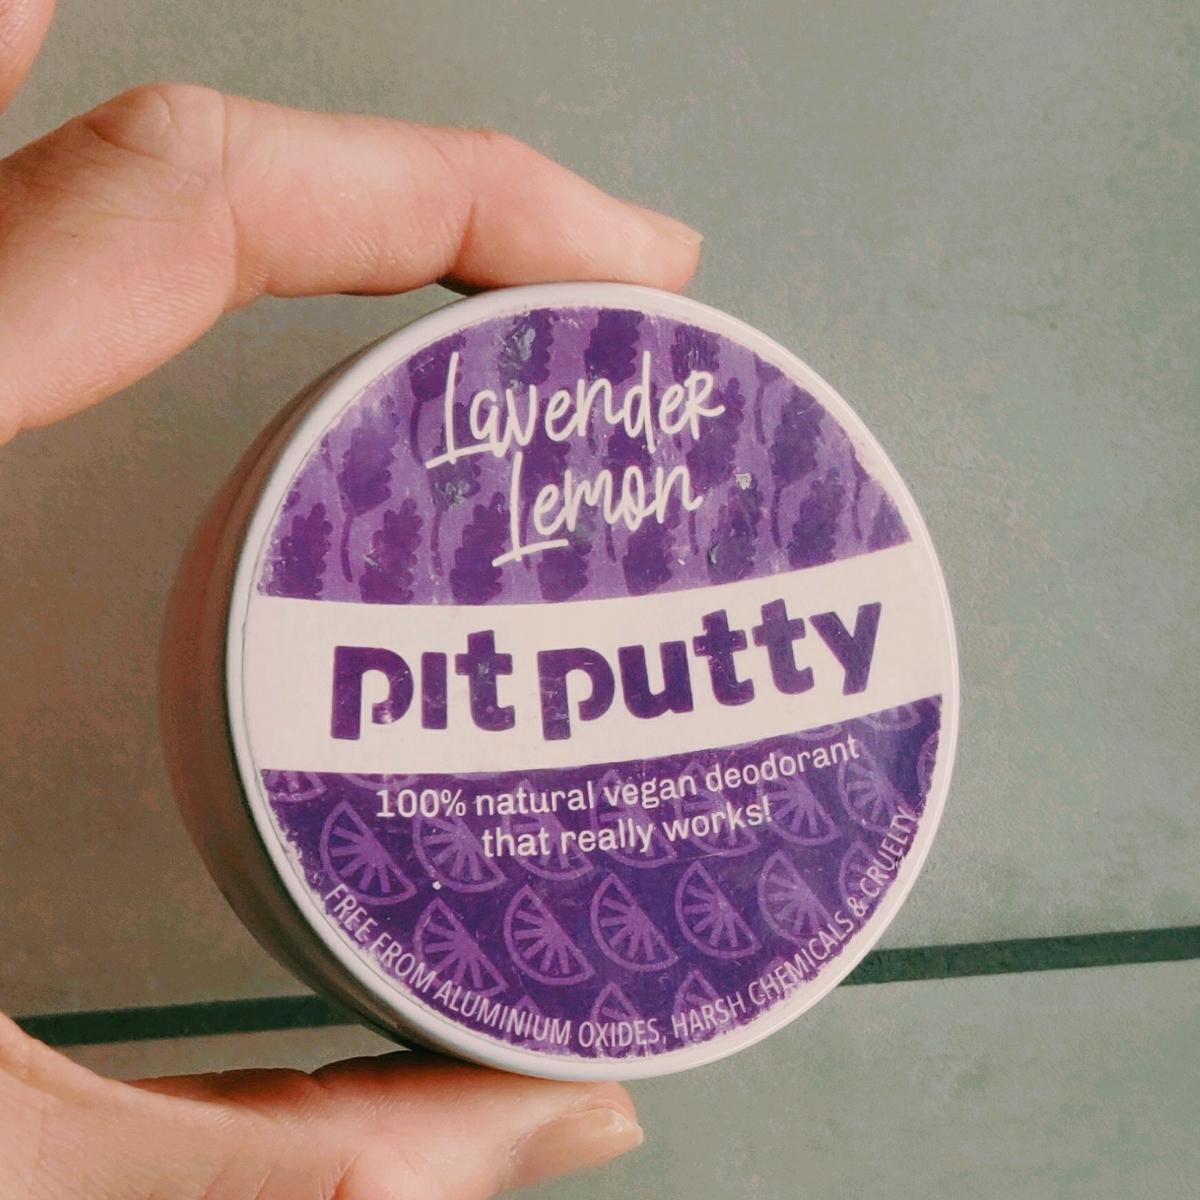 Lavender
Lemon
pit putty
100% natural vegan deodorant
that really works!
FREE FROM ALUMINIUM OXIDES, HARSH CHEMICALS & CRUELTY